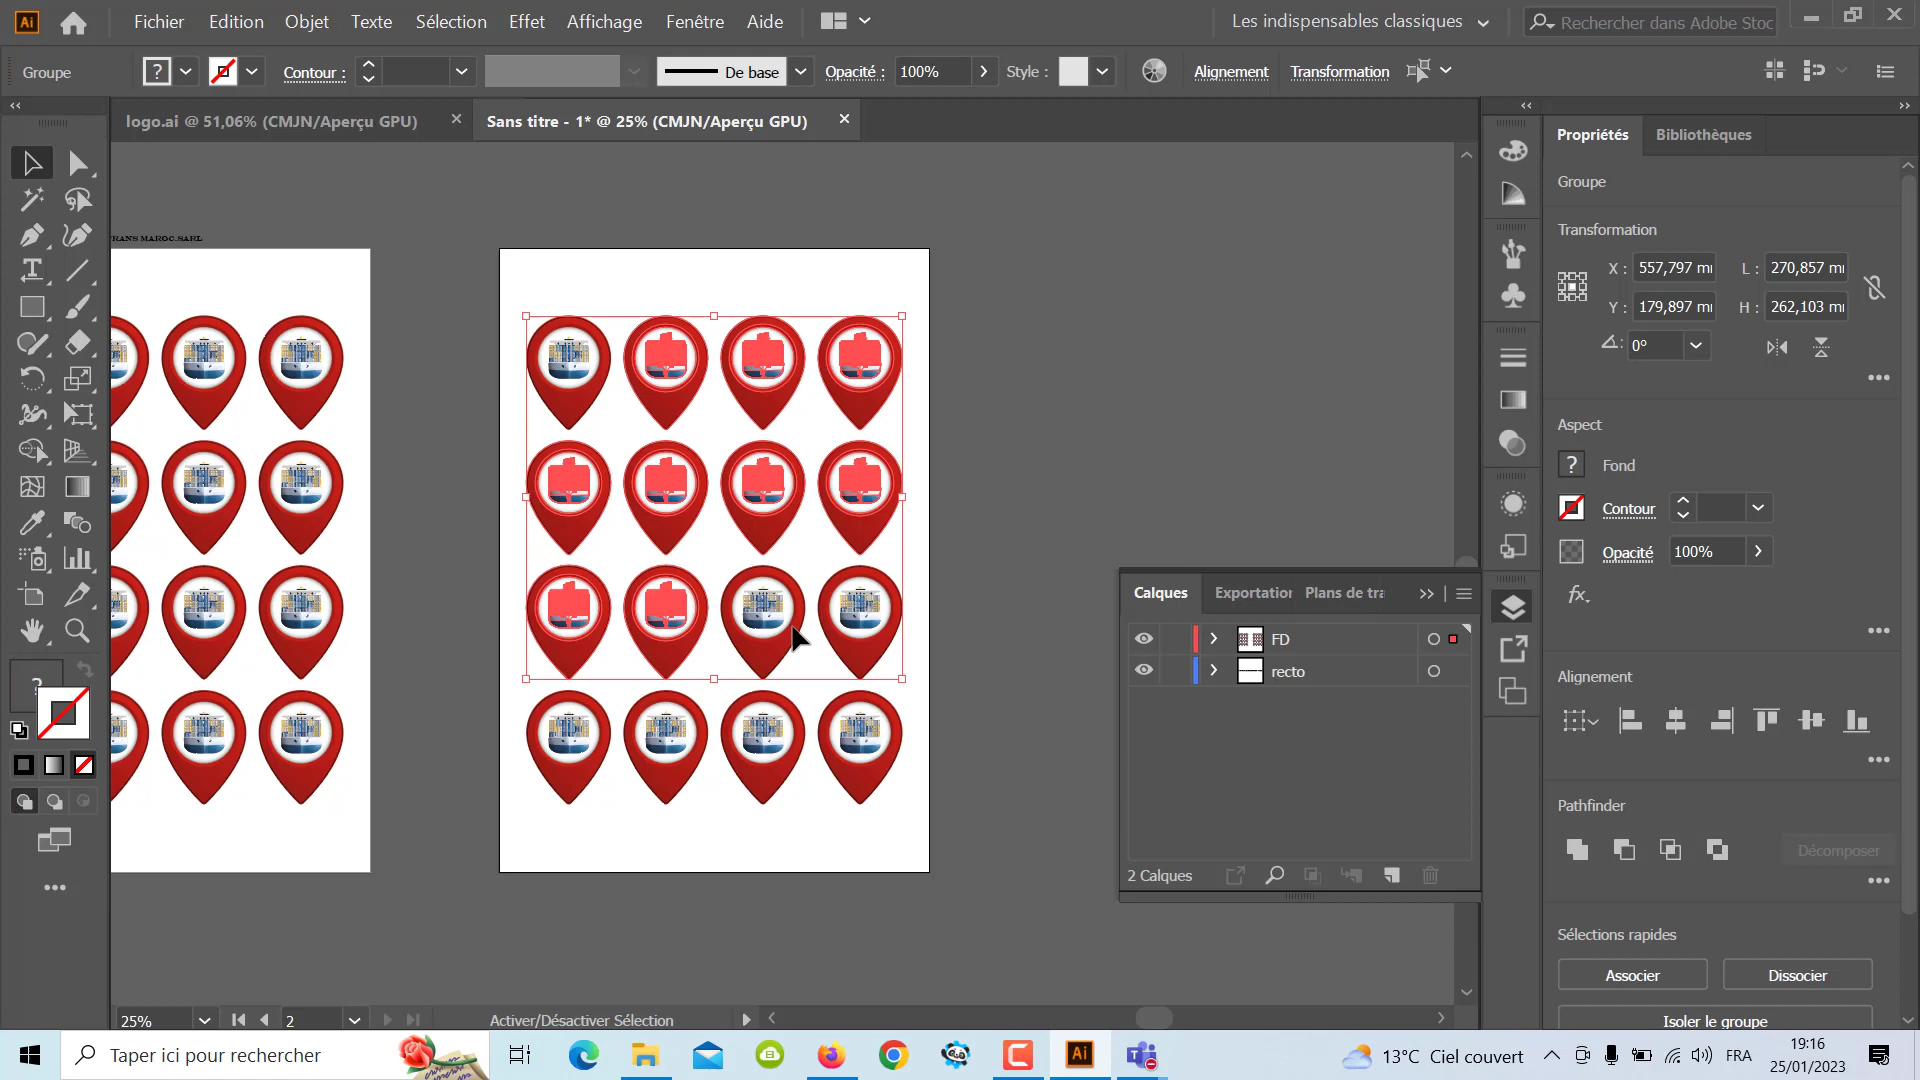 Ai
Fichier Edition Objet Texte Sélection Effet Affichage Fenêtre Aide
Les indispensables classiques
Rechercher dans Adobe Stoc
Groupe
?
Contour :
De base
Opacité : 100%
Style :
Alignement
Transformation
logo.ai @ 51,06% (CMJN/Aperçu GPU)
Sans titre - 1* @ 25% (CMJN/Aperçu GPU)
RANS MAROC.SARL
Propriétés Bibliothèques
Groupe
Transformation
X : 557,797 m L : 270,857 m
Y : 179,897 m H : 262,103 m
0°
Aspect
? Fond
Contour
Opacité 100%
fx.
Alignement
Pathfinder
Décomposer
Sélections rapides
Associer Dissocier
Isoler le groupe
Calques Exportation Plans de tra
FD
recto
2 Calques
?
25% 2 Activer/Désactiver Sélection
Taper ici pour rechercher
Ai
13°C Ciel couvert
FRA
19:16
25/01/2023